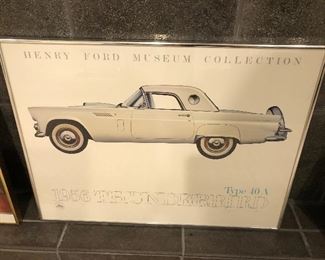 HENRY FORD MUSEUM COLLECTION
Type 40 A
1956 THUNDERBIRD